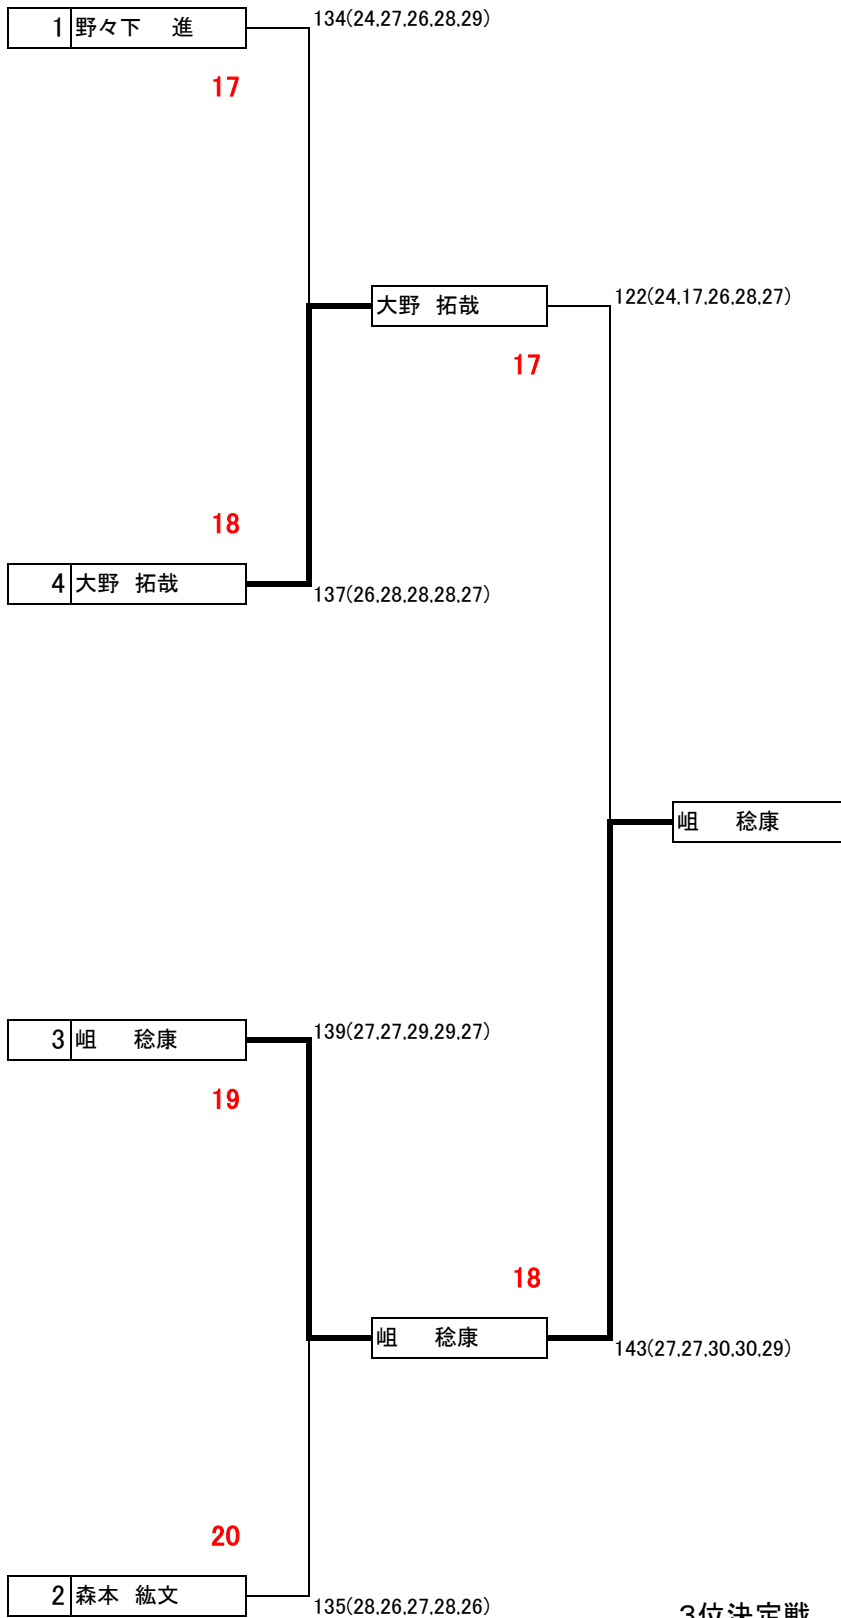 1 野々下　進
134(24,27,26,28,29)
17
大野 拓哉
122(24,17,26,28,27)
17
18
4 大野 拓哉
137(26,28,28,28,27)
岨　稔康
3 岨　稔康
139(27,27,29,29,27)
19
18
岨　稔康
143(27,27,30,30,29)
20
2 森本 紘文
135(28,26,27,28,26)
3位決定戦